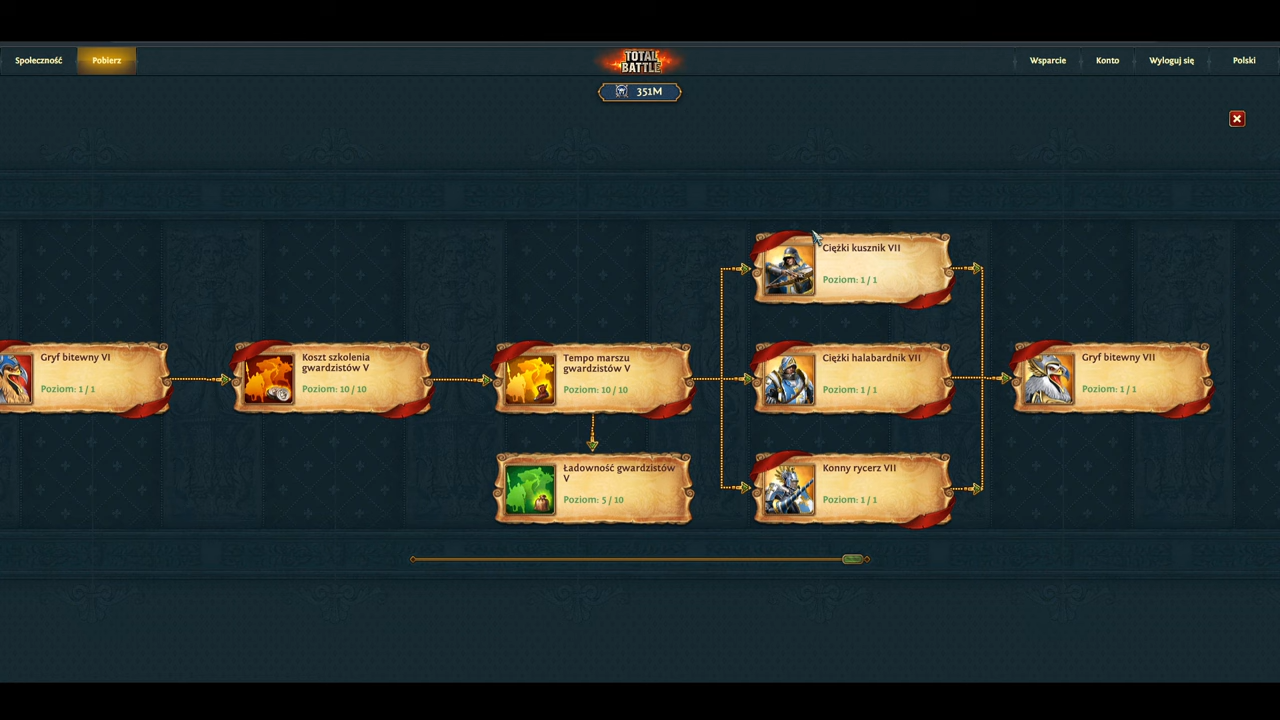 Społeczność
Pobierz
TOTAL
BATTLE
Wsparcie
Konto
Wyloguj się
Polski
351M
Ciężki kusznik VII
Poziom: 1 / 1
Gryf bitewny VI
Poziom: 1 / 1
Koszt szkolenia
gwardzistów V
Poziom: 10 / 10
Tempo marszu
gwardzistów V
Poziom: 10 / 10
Ciężki halabardnik VII
Poziom: 1 / 1
Gryf bitewny VII
Poziom: 1 / 1
Ładowność gwardzistów
V
Poziom: 5 / 10
Konny rycerz VII
Poziom: 1 / 1